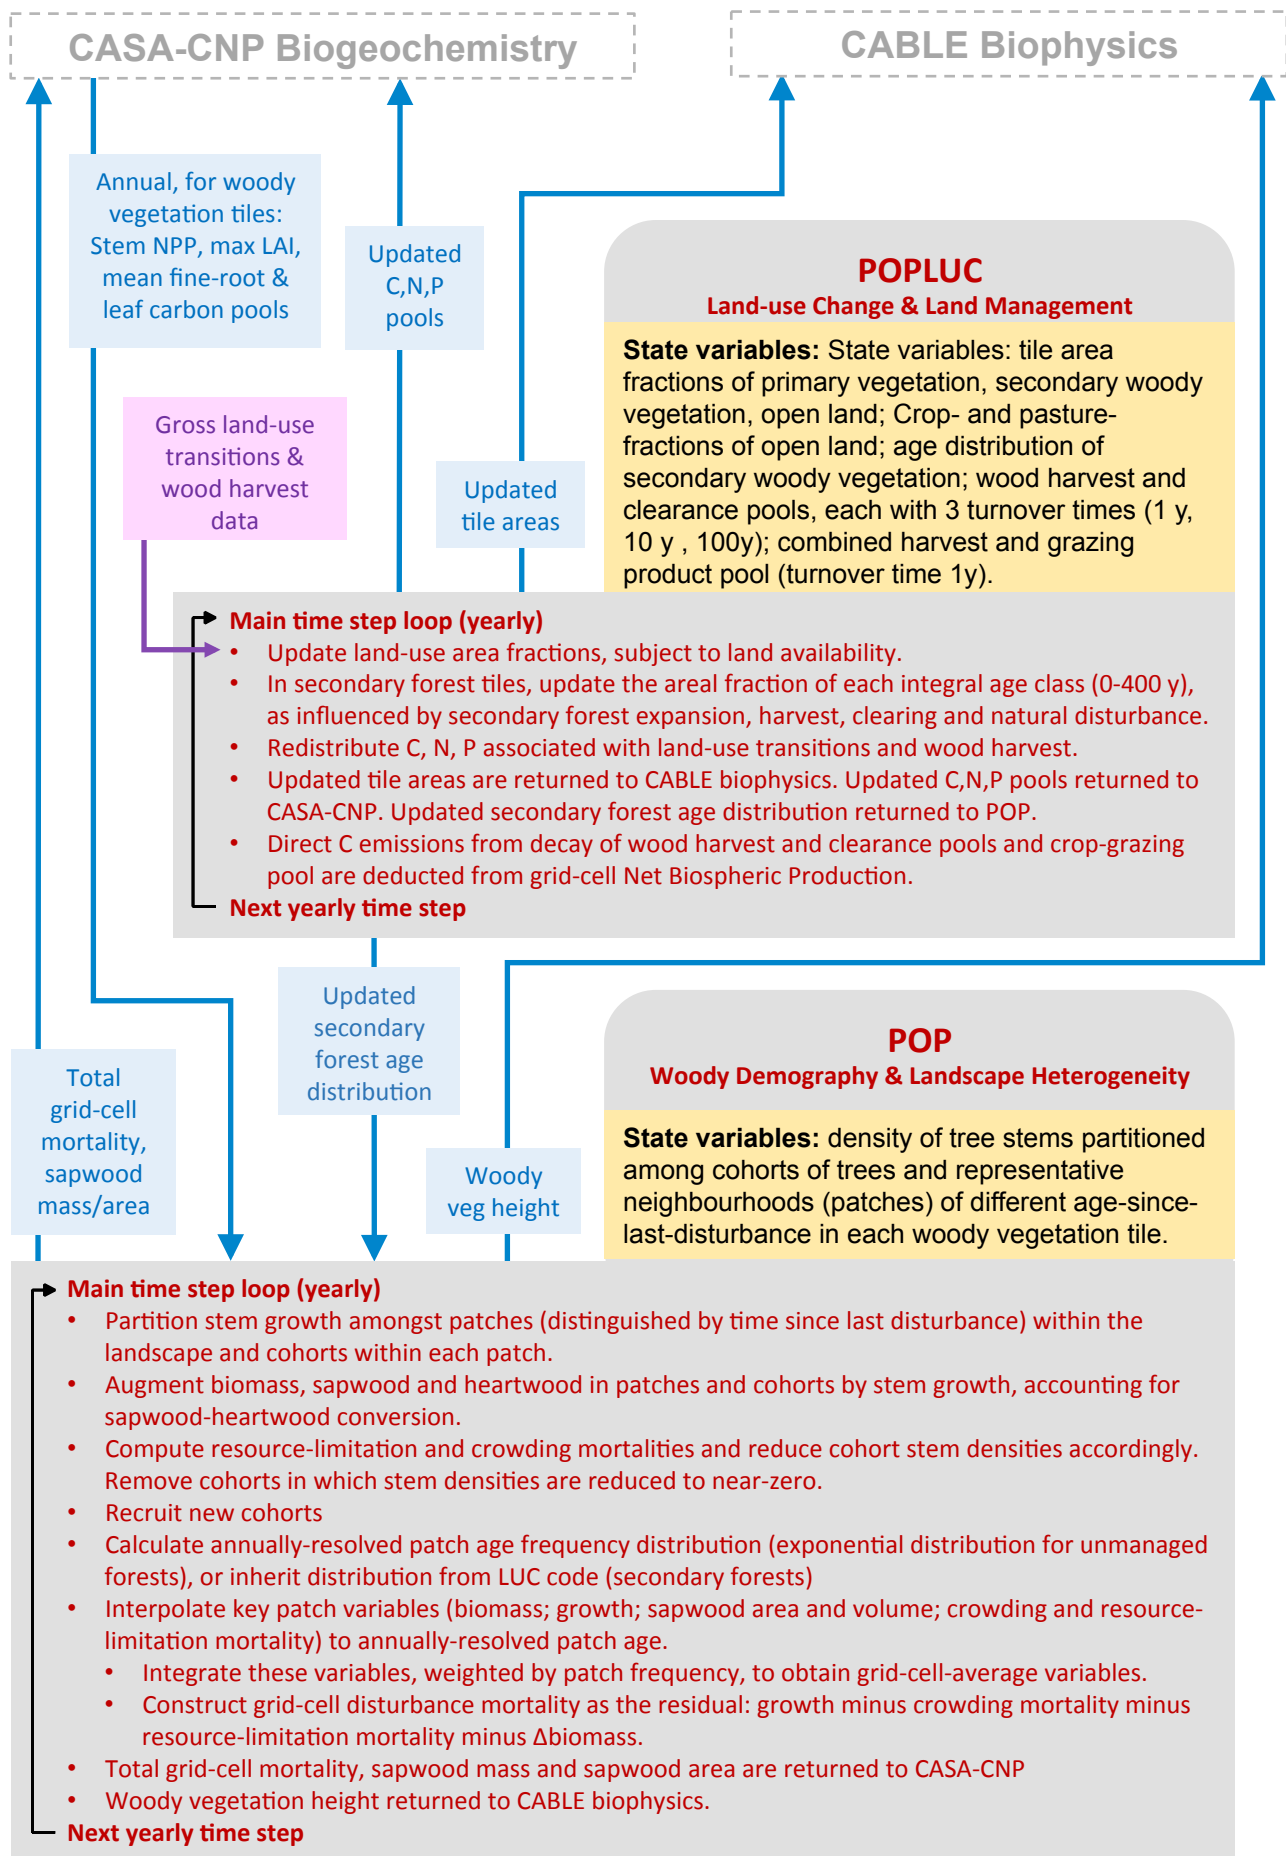 CASA-CNP Biogeochemistry
CABLE Biophysics
Annual, for woody
vegetation tiles:
Stem NPP, max LAI,
mean fine-root &
leaf carbon pools
Updated
C,N,P
pools
Gross land-use
transitions &
wood harvest
data
Updated
tile areas
POPLUC
Land-use Change & Land Management
State variables: State variables: tile area
fractions of primary vegetation, secondary woody
vegetation, open land; Crop- and pasture-
fractions of open land; age distribution of
secondary woody vegetation; wood harvest and
clearance pools, each with 3 turnover times (1 y,
10 y , 100y); combined harvest and grazing
product pool (turnover time 1y).
Main time step loop (yearly)
• Update land-use area fractions, subject to land availability.
• In secondary forest tiles, update the areal fraction of each integral age class (0-400 y),
as influenced by secondary forest expansion, harvest, clearing and natural disturbance.
• Redistribute C, N, P associated with land-use transitions and wood harvest.
• Updated tile areas are returned to CABLE biophysics. Updated C,N,P pools returned to
CASA-CNP. Updated secondary forest age distribution returned to POP.
• Direct C emissions from decay of wood harvest and clearance pools and crop-grazing
pool are deducted from grid-cell Net Biospheric Production.
Next yearly time step
Updated
secondary
forest age
distribution
Total
grid-cell
mortality,
sapwood
mass/area
Woody
veg height
POP
Woody Demography & Landscape Heterogeneity
State variables: density of tree stems partitioned
among cohorts of trees and representative
neighbourhoods (patches) of different age-since-
last-disturbance in each woody vegetation tile.
Main time step loop (yearly)
• Partition stem growth amongst patches (distinguished by time since last disturbance) within the
landscape and cohorts within each patch.
• Augment biomass, sapwood and heartwood in patches and cohorts by stem growth, accounting for
sapwood-heartwood conversion.
• Compute resource-limitation and crowding mortalities and reduce cohort stem densities accordingly.
Remove cohorts in which stem densities are reduced to near-zero.
• Recruit new cohorts
• Calculate annually-resolved patch age frequency distribution (exponential distribution for unmanaged
forests), or inherit distribution from LUC code (secondary forests)
• Interpolate key patch variables (biomass; growth; sapwood area and volume; crowding and resource-
limitation mortality) to annually-resolved patch age.
• Integrate these variables, weighted by patch frequency, to obtain grid-cell-average variables.
• Construct grid-cell disturbance mortality as the residual: growth minus crowding mortality minus
resource-limitation mortality minus Δbiomass.
• Total grid-cell mortality, sapwood mass and sapwood area are returned to CASA-CNP
• Woody vegetation height returned to CABLE biophysics.
Next yearly time step